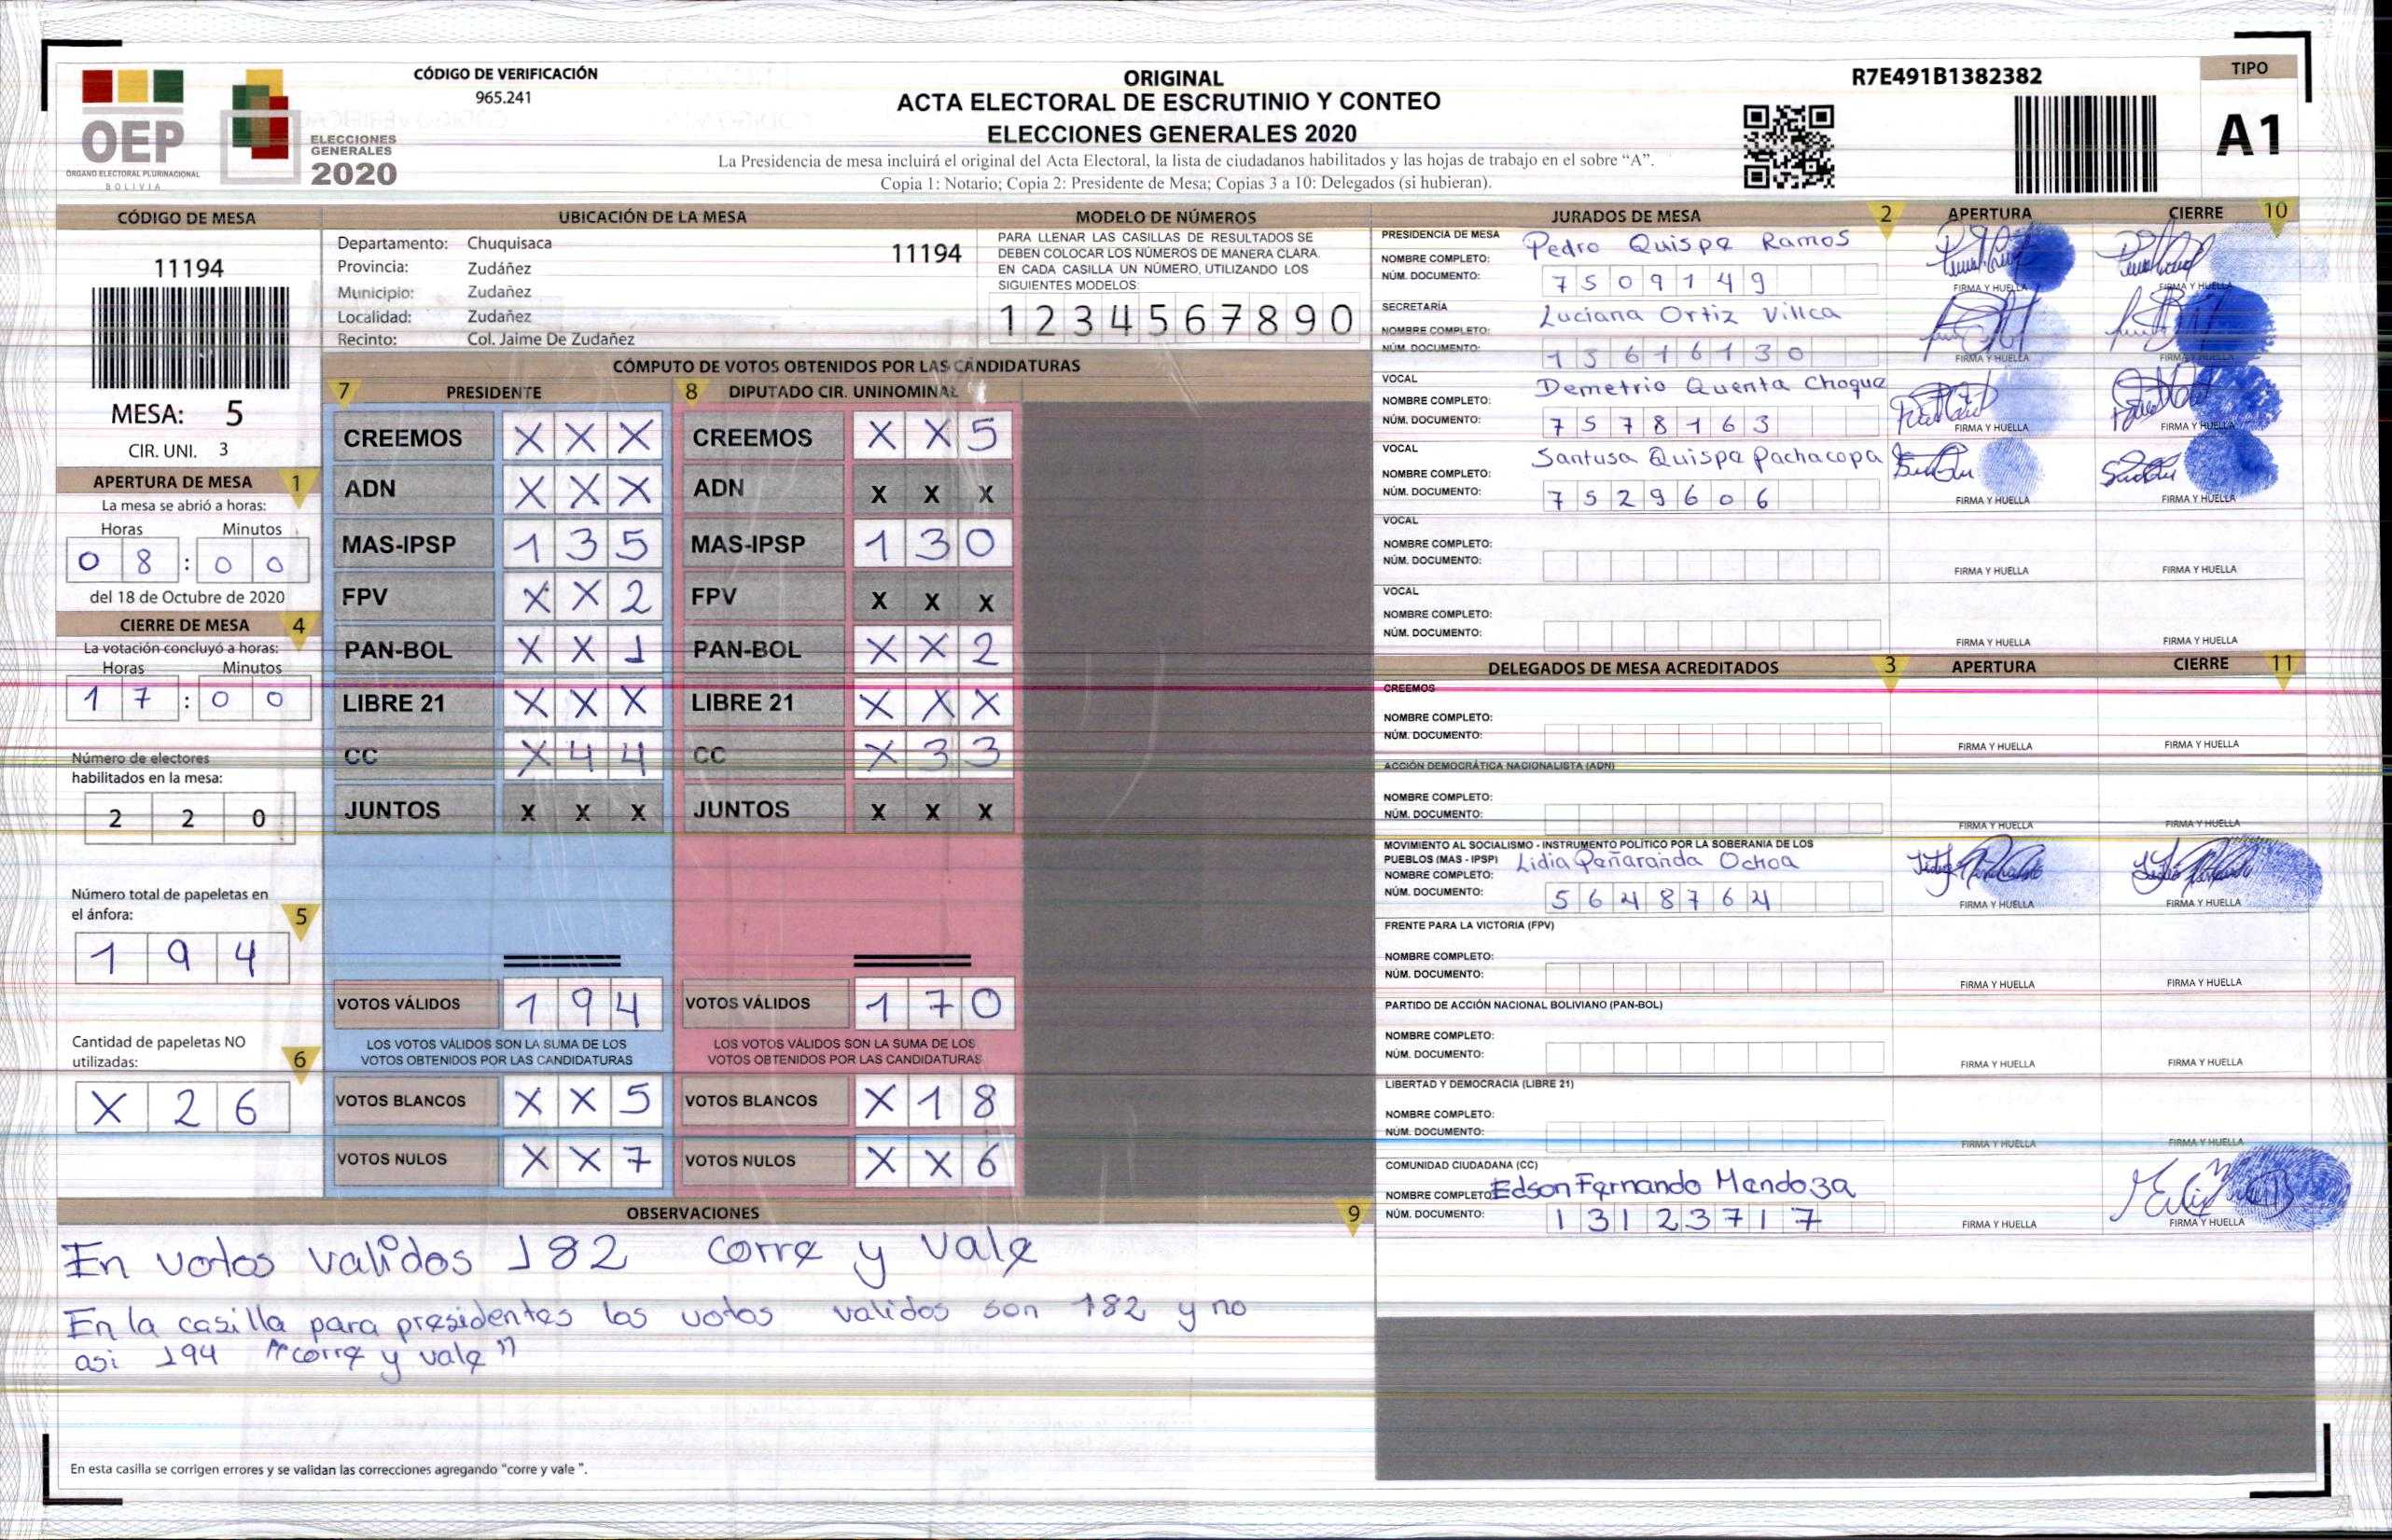 CÓDIGO DE VERIFICACIÓN
965.241
OEP
ÓRGANO ELECTORAL PLURINACIONAL
BOLIVIA
ELECCIONES
GENERALES
2020
ORIGINAL
ACTA ELECTORAL DE ESCRUTINIO Y CONTEO
ELECCIONES GENERALES 2020
La Presidencia de mesa incluirá el original del Acta Electoral, la lista de ciudadanos habilitados y las hojas de trabajo en el sobre “A”.
Copia 1: Notario; Copia 2: Presidente de Mesa; Copias 3 a 10: Delegados (si hubieran).
R7E491B1382382
TIPO
A1
CÓDIGO DE MESA
11194
MESA: 5
CIR. UNI. 3
APERTURA DE MESA 1
La mesa se abrió a horas:
Horas Minutos
0 8 : 0 0
del 18 de Octubre de 2020
CIERRE DE MESA 4
La votación concluyó a horas:
Horas Minutos
1 7 : 0 0
Número de electores
habilitados en la mesa:
2 2 0
Número total de papeletas en
el ánfora: 5
1 9 4
Cantidad de papeletas NO
utilizadas: 6
X 2 6
UBICACIÓN DE LA MESA
Departamento: Chuquisaca 11194
Provincia: Zudáñez
Municipio: Zudañez
Localidad: Zudañez
Recinto: Col. Jaime De Zudañez
MODELO DE NÚMEROS
PARA LLENAR LAS CASILLAS DE RESULTADOS SE
DEBEN COLOCAR LOS NÚMEROS DE MANERA CLARA.
EN CADA CASILLA UN NÚMERO, UTILIZANDO LOS
SIGUIENTES MODELOS:
1 2 3 4 5 6 7 8 9 0
CÓMPUTO DE VOTOS OBTENIDOS POR LAS CANDIDATURAS
7 PRESIDENTE 8 DIPUTADO CIR. UNINOMINAL
CREEMOS X X X CREEMOS X X 5
ADN X X X ADN X X X
MAS-IPSP 1 3 5 MAS-IPSP 1 3 0
FPV X X 2 FPV X X X
PAN-BOL X X 1 PAN-BOL X X 2
LIBRE 21 X X X LIBRE 21 X X X
CC X 4 4 CC X 3 3
JUNTOS X X X JUNTOS X X X
VOTOS VÁLIDOS 1 9 4 VOTOS VÁLIDOS 1 7 0
LOS VOTOS VÁLIDOS SON LA SUMA DE LOS LOS VOTOS VÁLIDOS SON LA SUMA DE LOS
VOTOS OBTENIDOS POR LAS CANDIDATURAS VOTOS OBTENIDOS POR LAS CANDIDATURAS
VOTOS BLANCOS X X 5 VOTOS BLANCOS X 1 8
VOTOS NULOS X X 7 VOTOS NULOS X X 6
OBSERVACIONES 9
En votos validos 182 corre y vale
En la casilla para presidentes los votos validos son 182 y no
asi 194 "corre y vale"
En esta casilla se corrigen errores y se validan las correcciones agregando “corre y vale ”.
JURADOS DE MESA 2 APERTURA CIERRE 10
PRESIDENCIA DE MESA
NOMBRE COMPLETO: Pedro Quispe Ramos
NÚM. DOCUMENTO: 7 5 0 9 1 4 9
FIRMA Y HUELLA FIRMA Y HUELLA
SECRETARÍA
NOMBRE COMPLETO: Luciana Ortiz Villca
NÚM. DOCUMENTO: 1 5 6 1 6 1 3 0
FIRMA Y HUELLA FIRMA Y HUELLA
VOCAL
NOMBRE COMPLETO: Demetrio Quenta Choque
NÚM. DOCUMENTO: 7 5 7 8 1 6 3
FIRMA Y HUELLA FIRMA Y HUELLA
VOCAL
NOMBRE COMPLETO: Santusa Quispe Pachacopa
NÚM. DOCUMENTO: 7 5 2 9 6 0 6
FIRMA Y HUELLA FIRMA Y HUELLA
VOCAL
NOMBRE COMPLETO:
NÚM. DOCUMENTO:
FIRMA Y HUELLA FIRMA Y HUELLA
VOCAL
NOMBRE COMPLETO:
NÚM. DOCUMENTO:
FIRMA Y HUELLA FIRMA Y HUELLA
DELEGADOS DE MESA ACREDITADOS 3 APERTURA CIERRE 11
CREEMOS
NOMBRE COMPLETO:
NÚM. DOCUMENTO:
FIRMA Y HUELLA FIRMA Y HUELLA
ACCIÓN DEMOCRÁTICA NACIONALISTA (ADN)
NOMBRE COMPLETO:
NÚM. DOCUMENTO:
FIRMA Y HUELLA FIRMA Y HUELLA
MOVIMIENTO AL SOCIALISMO - INSTRUMENTO POLÍTICO POR LA SOBERANÍA DE LOS
PUEBLOS (MAS - IPSP) Lidia Peñaranda Ochoa
NOMBRE COMPLETO:
NÚM. DOCUMENTO: 5 6 4 8 7 6 4
FIRMA Y HUELLA FIRMA Y HUELLA
FRENTE PARA LA VICTORIA (FPV)
NOMBRE COMPLETO:
NÚM. DOCUMENTO:
FIRMA Y HUELLA FIRMA Y HUELLA
PARTIDO DE ACCIÓN NACIONAL BOLIVIANO (PAN-BOL)
NOMBRE COMPLETO:
NÚM. DOCUMENTO:
FIRMA Y HUELLA FIRMA Y HUELLA
LIBERTAD Y DEMOCRACIA (LIBRE 21)
NOMBRE COMPLETO:
NÚM. DOCUMENTO:
FIRMA Y HUELLA FIRMA Y HUELLA
COMUNIDAD CIUDADANA (CC)
NOMBRE COMPLETO Edson Fernando Mendoza
NÚM. DOCUMENTO: 1 3 1 2 3 7 1 7
FIRMA Y HUELLA FIRMA Y HUELLA